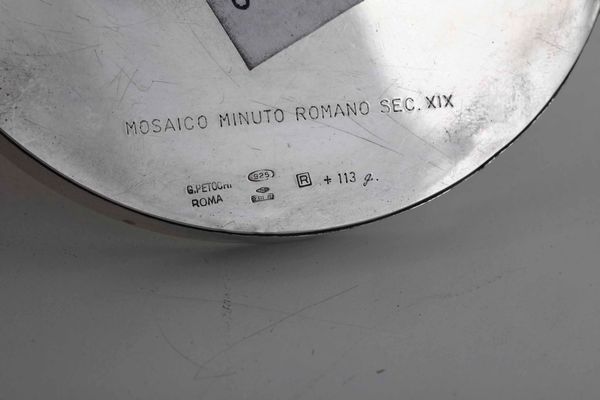 MOSAICO MINUTO ROMANO SEC. XIX
G.PETOCHI 925 R + 113 g..
ROMA